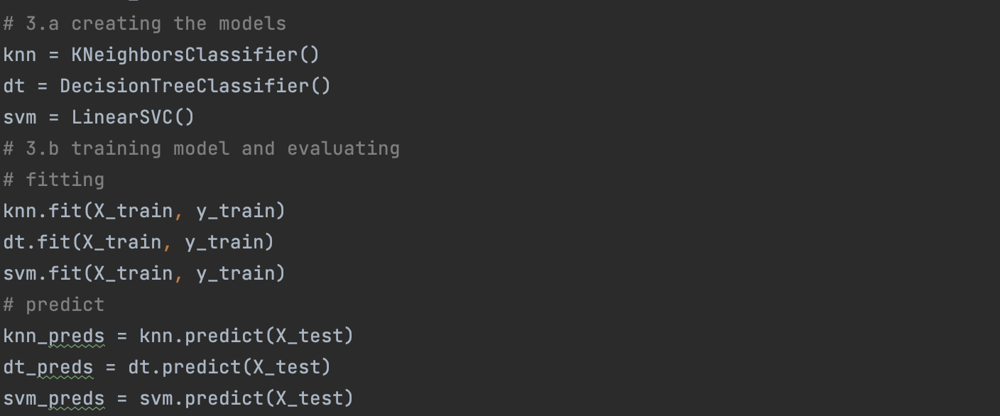 # 3.a creating the models
knn = KNeighborsClassifier()
dt = DecisionTreeClassifier()
svm = LinearSVC()
# 3.b training model and evaluating
# fitting
knn.fit(X_train, y_train)
dt.fit(X_train, y_train)
svm.fit(X_train, y_train)
# predict
knn_preds = knn.predict(X_test)
dt_preds = dt.predict(X_test)
svm_preds = svm.predict(X_test)